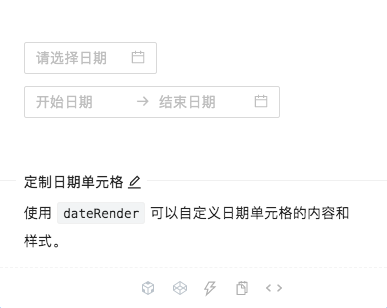 请选择日期
开始日期 → 结束日期
定制日期单元格
使用 dateRender 可以自定义日期单元格的内容和
样式。